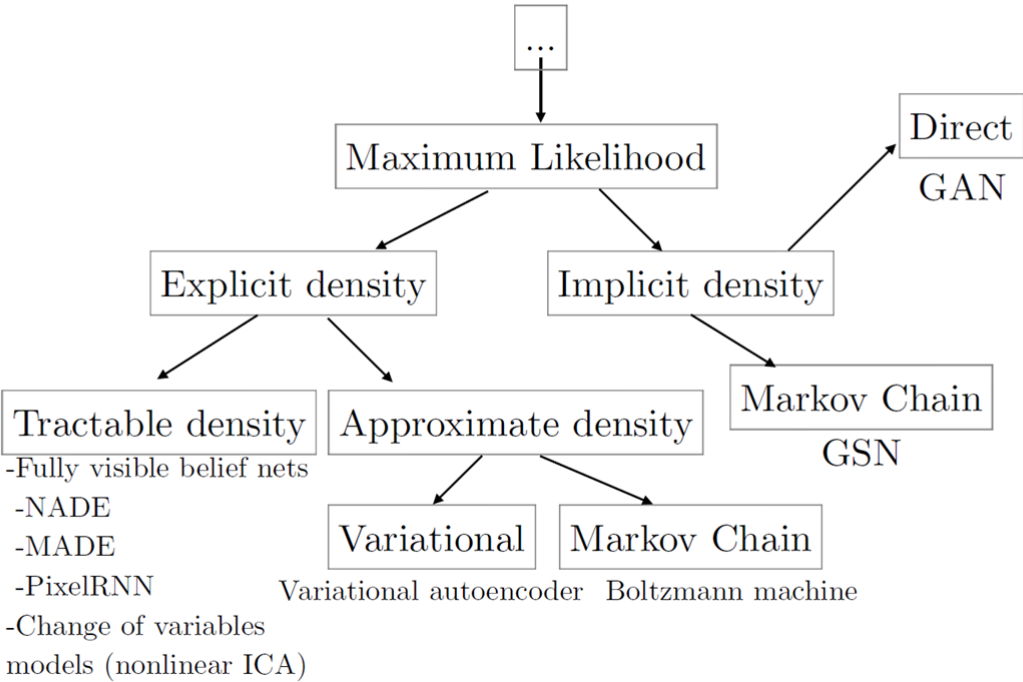 ...
Maximum Likelihood
Direct
GAN
Explicit density
Implicit density
Tractable density
-Fully visible belief nets
-NADE
-MADE
-PixelRNN
-Change of variables
models (nonlinear ICA)
Approximate density
Variational
Variational autoencoder
Markov Chain
Boltzmann machine
Markov Chain
GSN